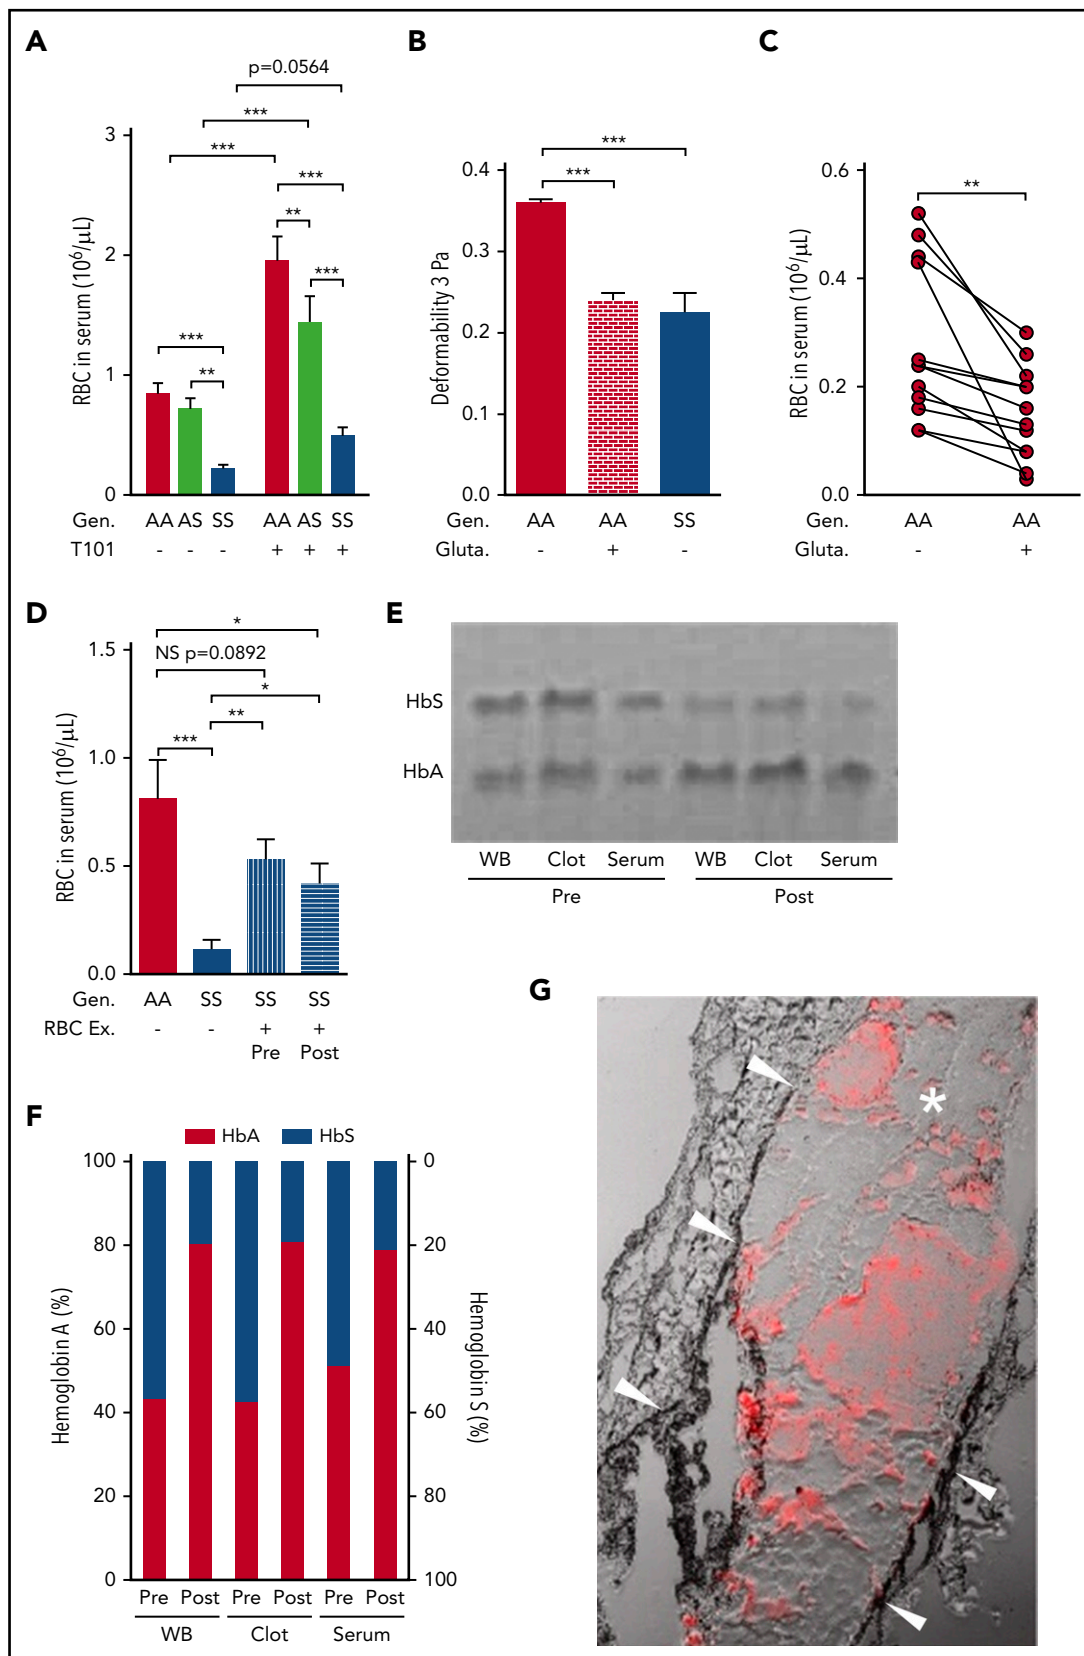 A
p=0.0564
***
***
***
**
***
***
**
3
2
1
0
RBC in serum (10⁶/μL)
Gen. AA AS SS AA AS SS
T101 - - - + + +
B
***
***
0.4
0.3
0.2
0.1
0.0
Deformability 3 Pa
Gen. AA AA SS
Gluta. - + -
C
**
0.6
0.4
0.2
0.0
RBC in serum (10⁶/μL)
Gen. AA AA
Gluta. - +
D
*
NS p=0.0892
*
**
***
1.5
1.0
0.5
0.0
RBC in serum (10⁶/μL)
Gen. AA SS SS SS
RBC Ex. - - + +
Pre Post
E
HbS
HbA
WB Clot Serum WB Clot Serum
Pre Post
F
HbA HbS
100 0
80 20
60 40
40 60
20 80
0 100
Hemoglobin A (%)
Hemoglobin S (%)
Pre Post Pre Post Pre Post
WB Clot Serum
G
*